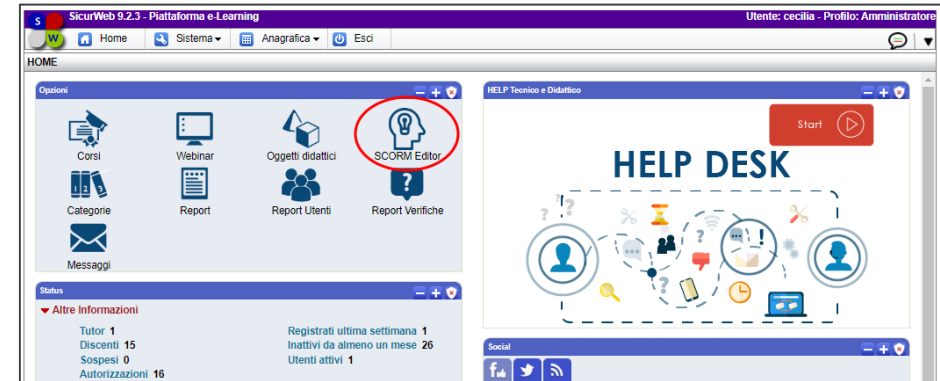 S W
SicurWeb 9.2.3 - Piattaforma e-Learning
Utente: cecilia - Profilo: Amministratore
Home Sistema Anagrafica Esci
HOME
Opzioni
Corsi Webinar Oggetti didattici SCORM Editor
1 2 3
Categorie Report Report Utenti Report Verifiche
Messaggi
Status
Altre Informazioni
Tutor 1
Discenti 15
Sospesi 0
Autorizzazioni 16
Registrati ultima settimana 1
Inattivi da almeno un mese 26
Utenti attivi 1
HELP Tecnico e Didattico
Start
HELP DESK
Social